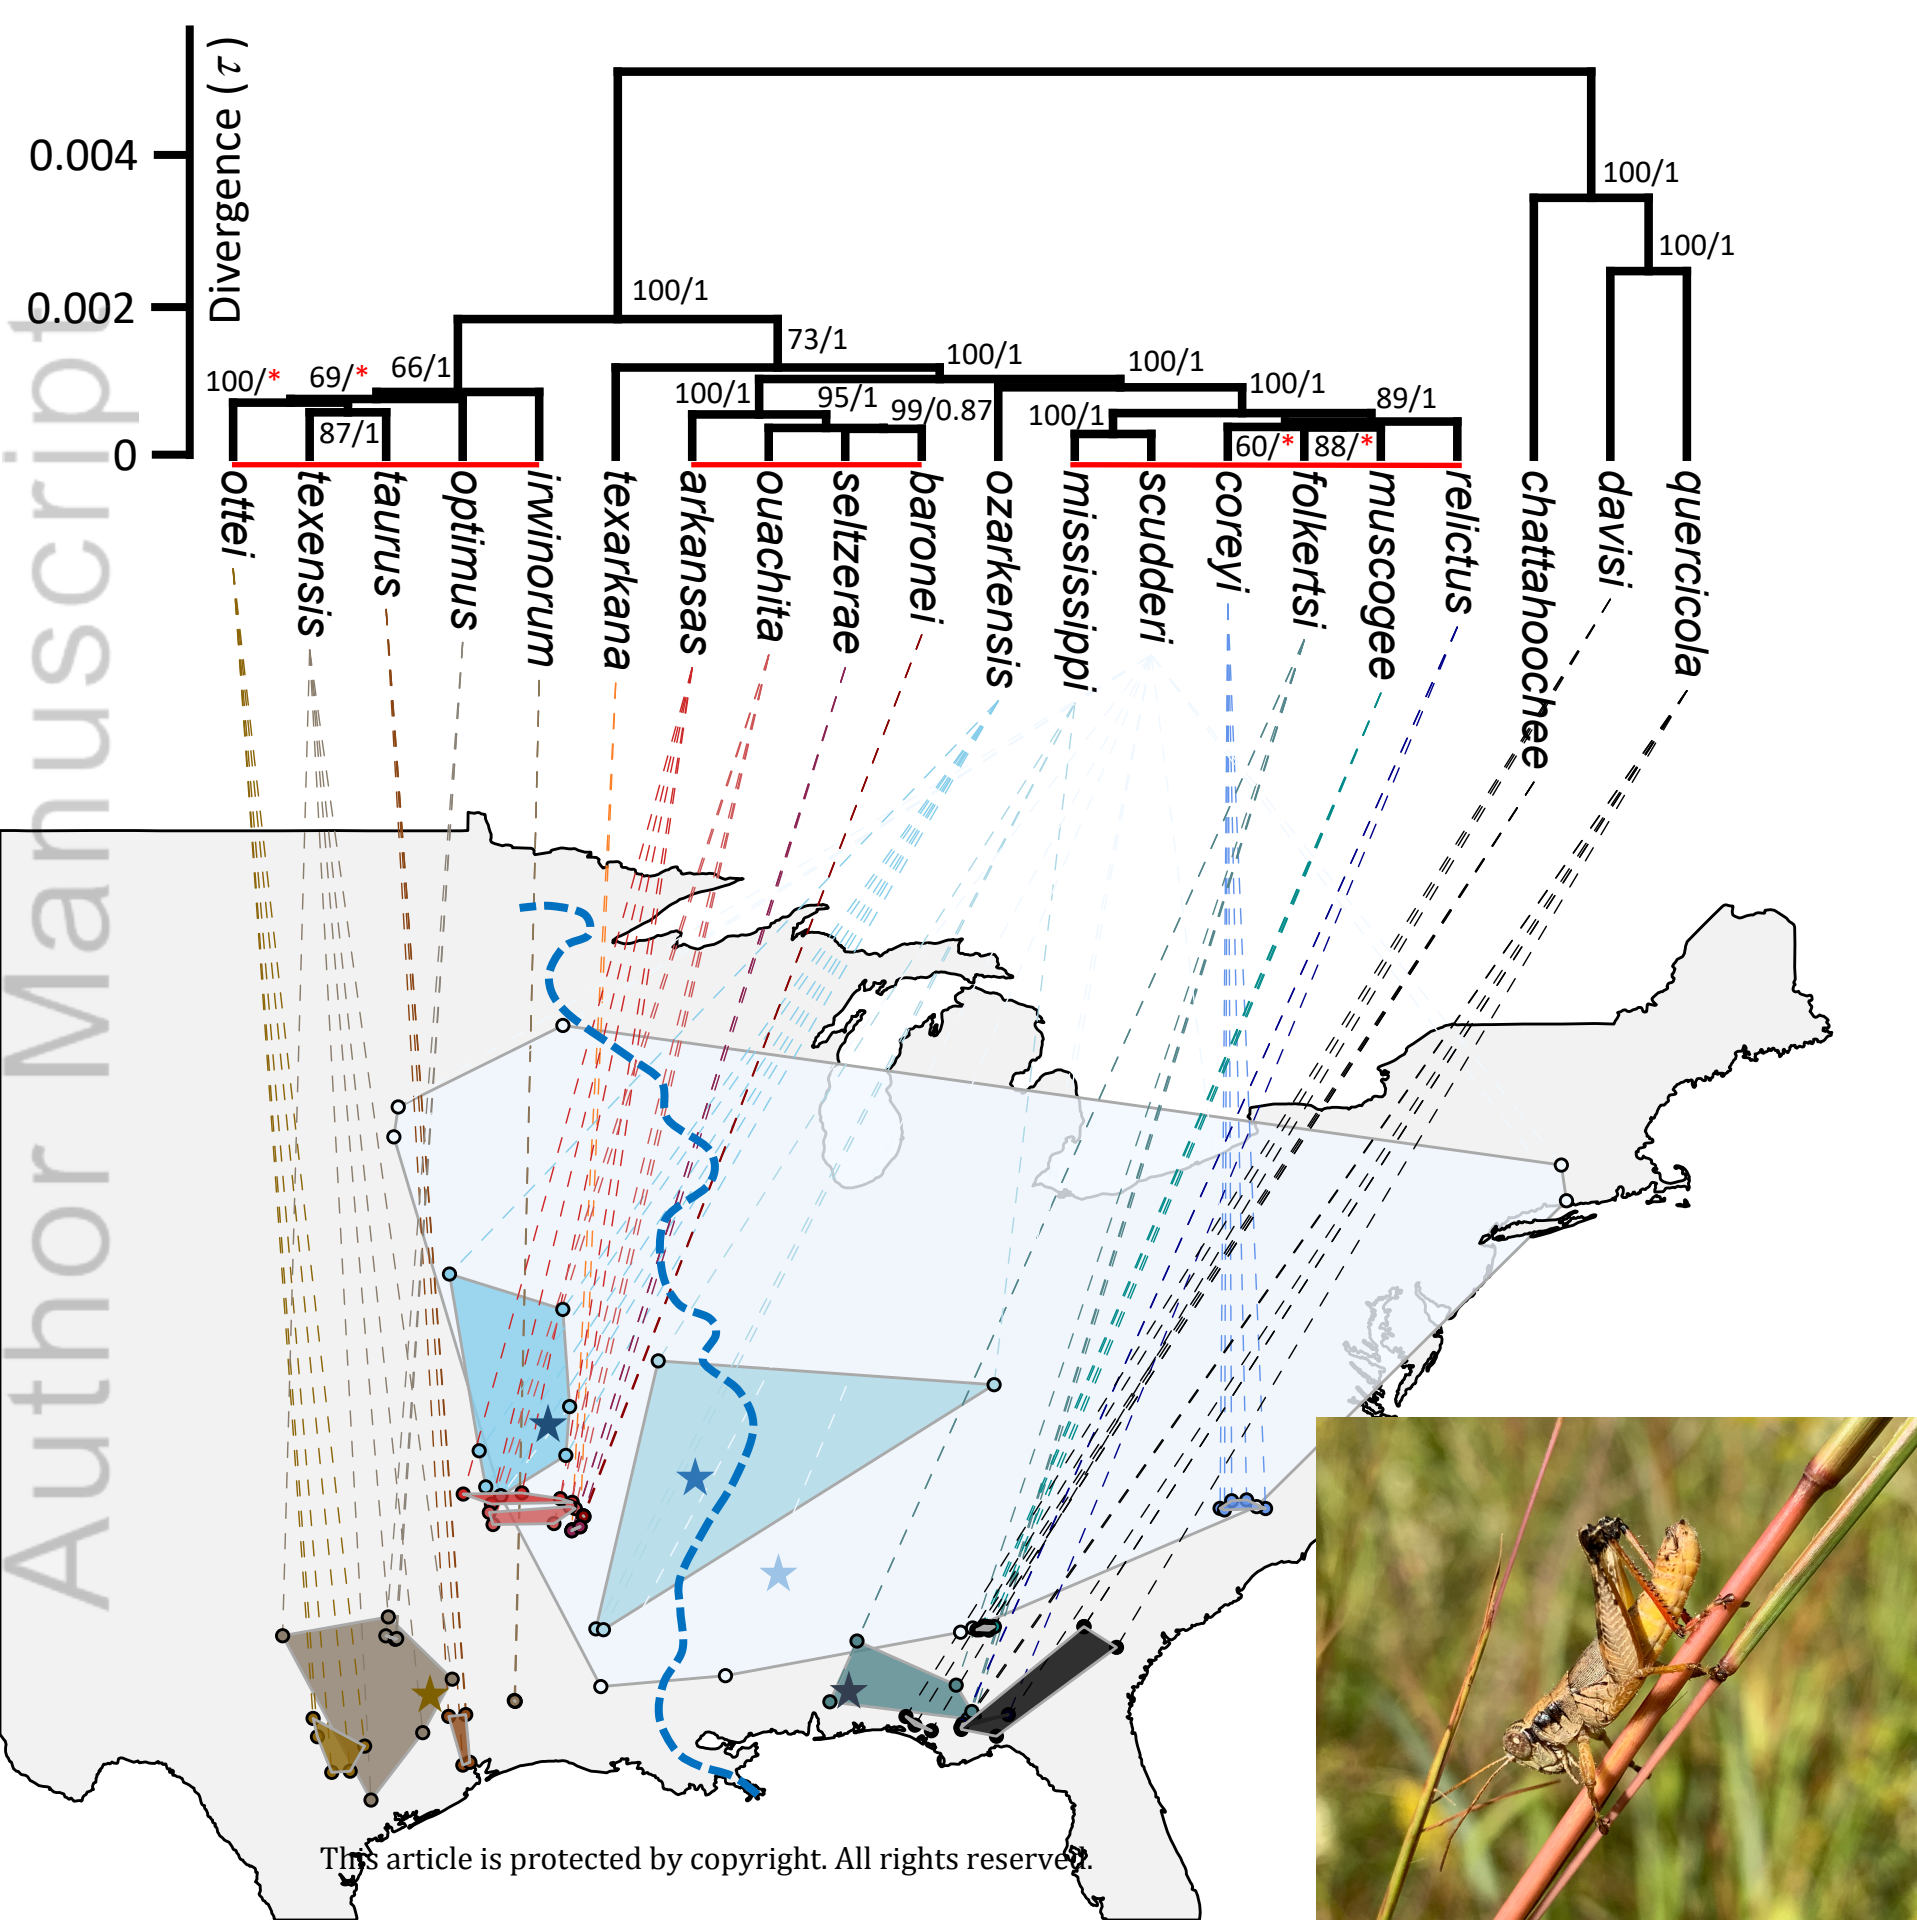 Divergence (τ)
0.004
0.002
0
100/1
100/1
100/1
73/1
100/1
100/1
100/1
89/1
100/*
69/*
66/1
87/1
100/1
95/1
99/0.87
100/1
60/*
88/*
ottei
texensis
taurus
optimus
irwinorum
texarkana
arkansas
ouachita
seltzerae
baronei
ozarkensis
mississippi
scudderi
coreyi
folkertsi
muscogee
relictus
chattahoochee
davisi
quercicola
Author Manuscript
This article is protected by copyright. All rights reserved.